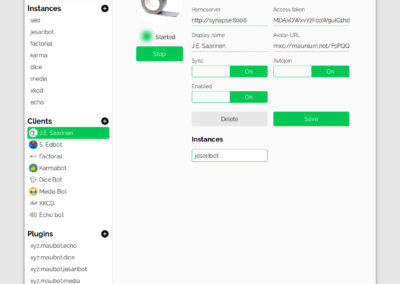 Instances
sed
jesaribot
factorial
karma
dice
media
xkcd
echo
Clients
J.E. Saarinen
S. Edbot
Factorial
Karmabot
Dice Bot
Media Bot
XKCD
Echo bot
Plugins
xyz.maubot.echo
xyz.maubot.dice
xyz.maubot.jesaribot
xyz.maubot.media
Started
Stop
Homeserver
Access token
http://synapse:8008
Display name
Avatar URL
J.E. Saarinen
mxc://maunium.net/FsPQQ
Sync
Autojoin
On
On
Enabled
On
Delete
Save
Instances
jesaribot